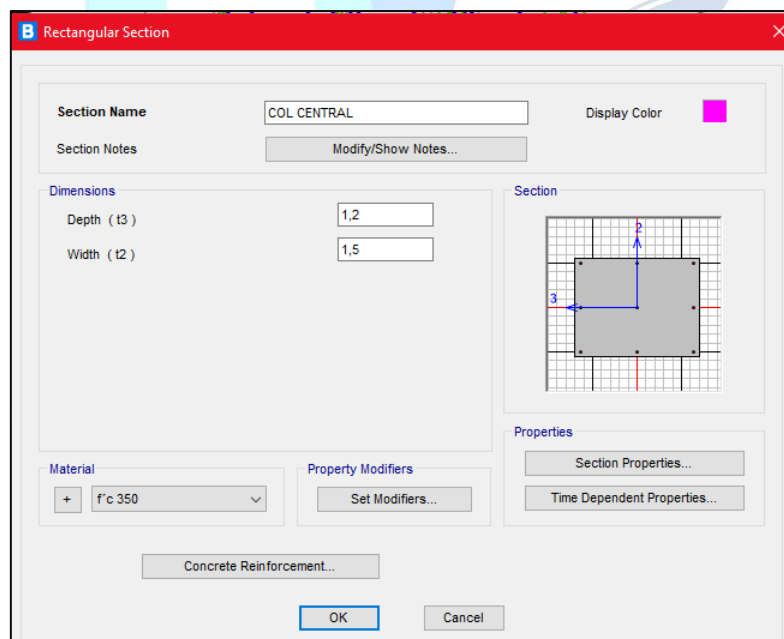 B Rectangular Section
Section Name COL CENTRAL Display Color
Section Notes Modify/Show Notes...
Dimensions
Depth ( t3 ) 1,2
Width ( t2 ) 1,5
Section
2
3
Properties
Section Properties...
Time Dependent Properties...
Material
+ f´c 350
Property Modifiers
Set Modifiers...
Concrete Reinforcement...
OK Cancel